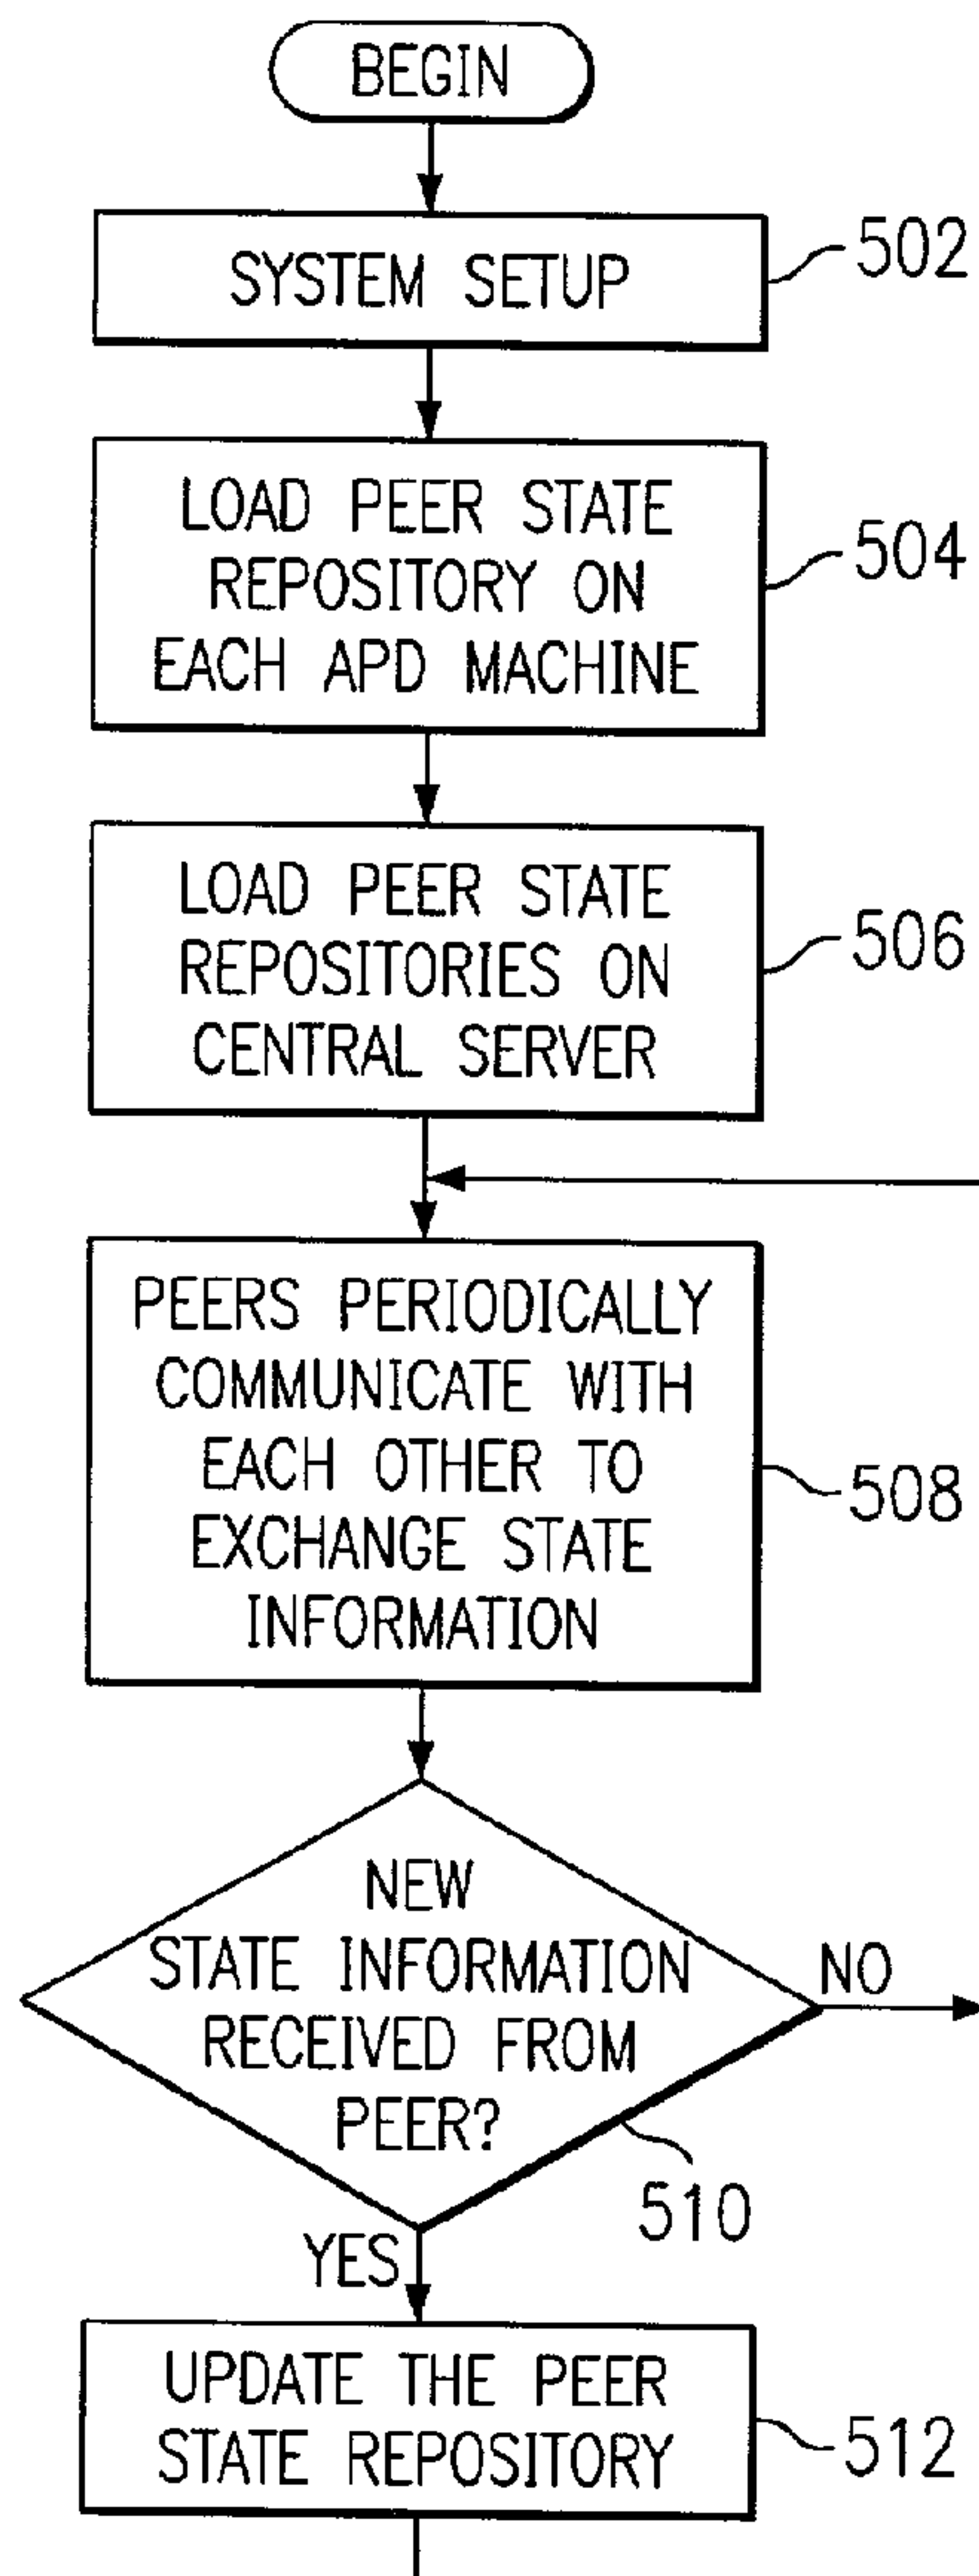 BEGIN
SYSTEM SETUP
502
LOAD PEER STATE
REPOSITORY ON
EACH APD MACHINE
504
LOAD PEER STATE
REPOSITORIES ON
CENTRAL SERVER
506
PEERS PERIODICALLY
COMMUNICATE WITH
EACH OTHER TO
EXCHANGE STATE
INFORMATION
508
NEW
STATE INFORMATION
RECEIVED FROM
PEER?
NO
510
YES
UPDATE THE PEER
STATE REPOSITORY
512